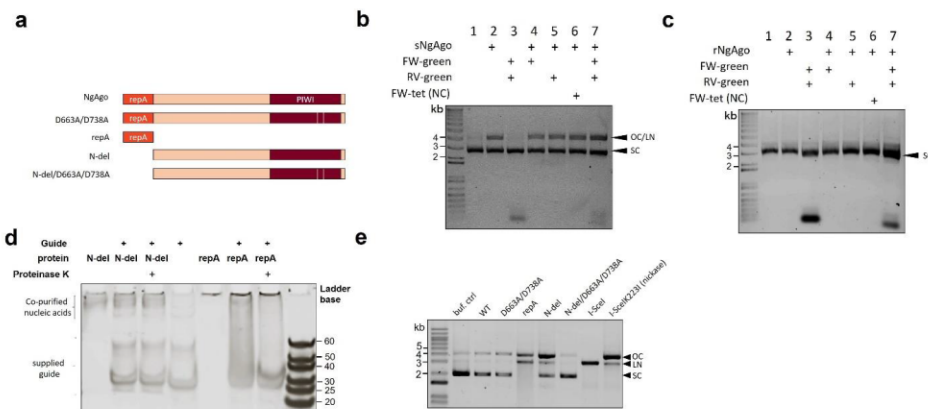 a
NgAgo repA PIWI
D663A/D738A repA
repA repA
N-del
N-del/D663A/D738A
b
1 2 3 4 5 6 7
sNgAgo + + + + +
FW-green + + +
RV-green + + +
FW-tet (NC) +
kb
4
3
2
OC/LN
SC
c
1 2 3 4 5 6 7
rNgAgo + + + + +
FW-green + + +
RV-green + + +
FW-tet (NC) +
kb
4
3
2
d
Guide + + + + +
protein N-del N-del N-del repA repA repA
Proteinase K + +
Ladder
base
Co-purified
nucleic acids
supplied
guide
60
50
40
30
25
20
e
buf. ctrl
WT
D663A/D738A
repA
N-del
N-del/D663A/D738A
I-SceI
I-SceIK223I (nickase)
kb
4
3
2
OC
LN
SC